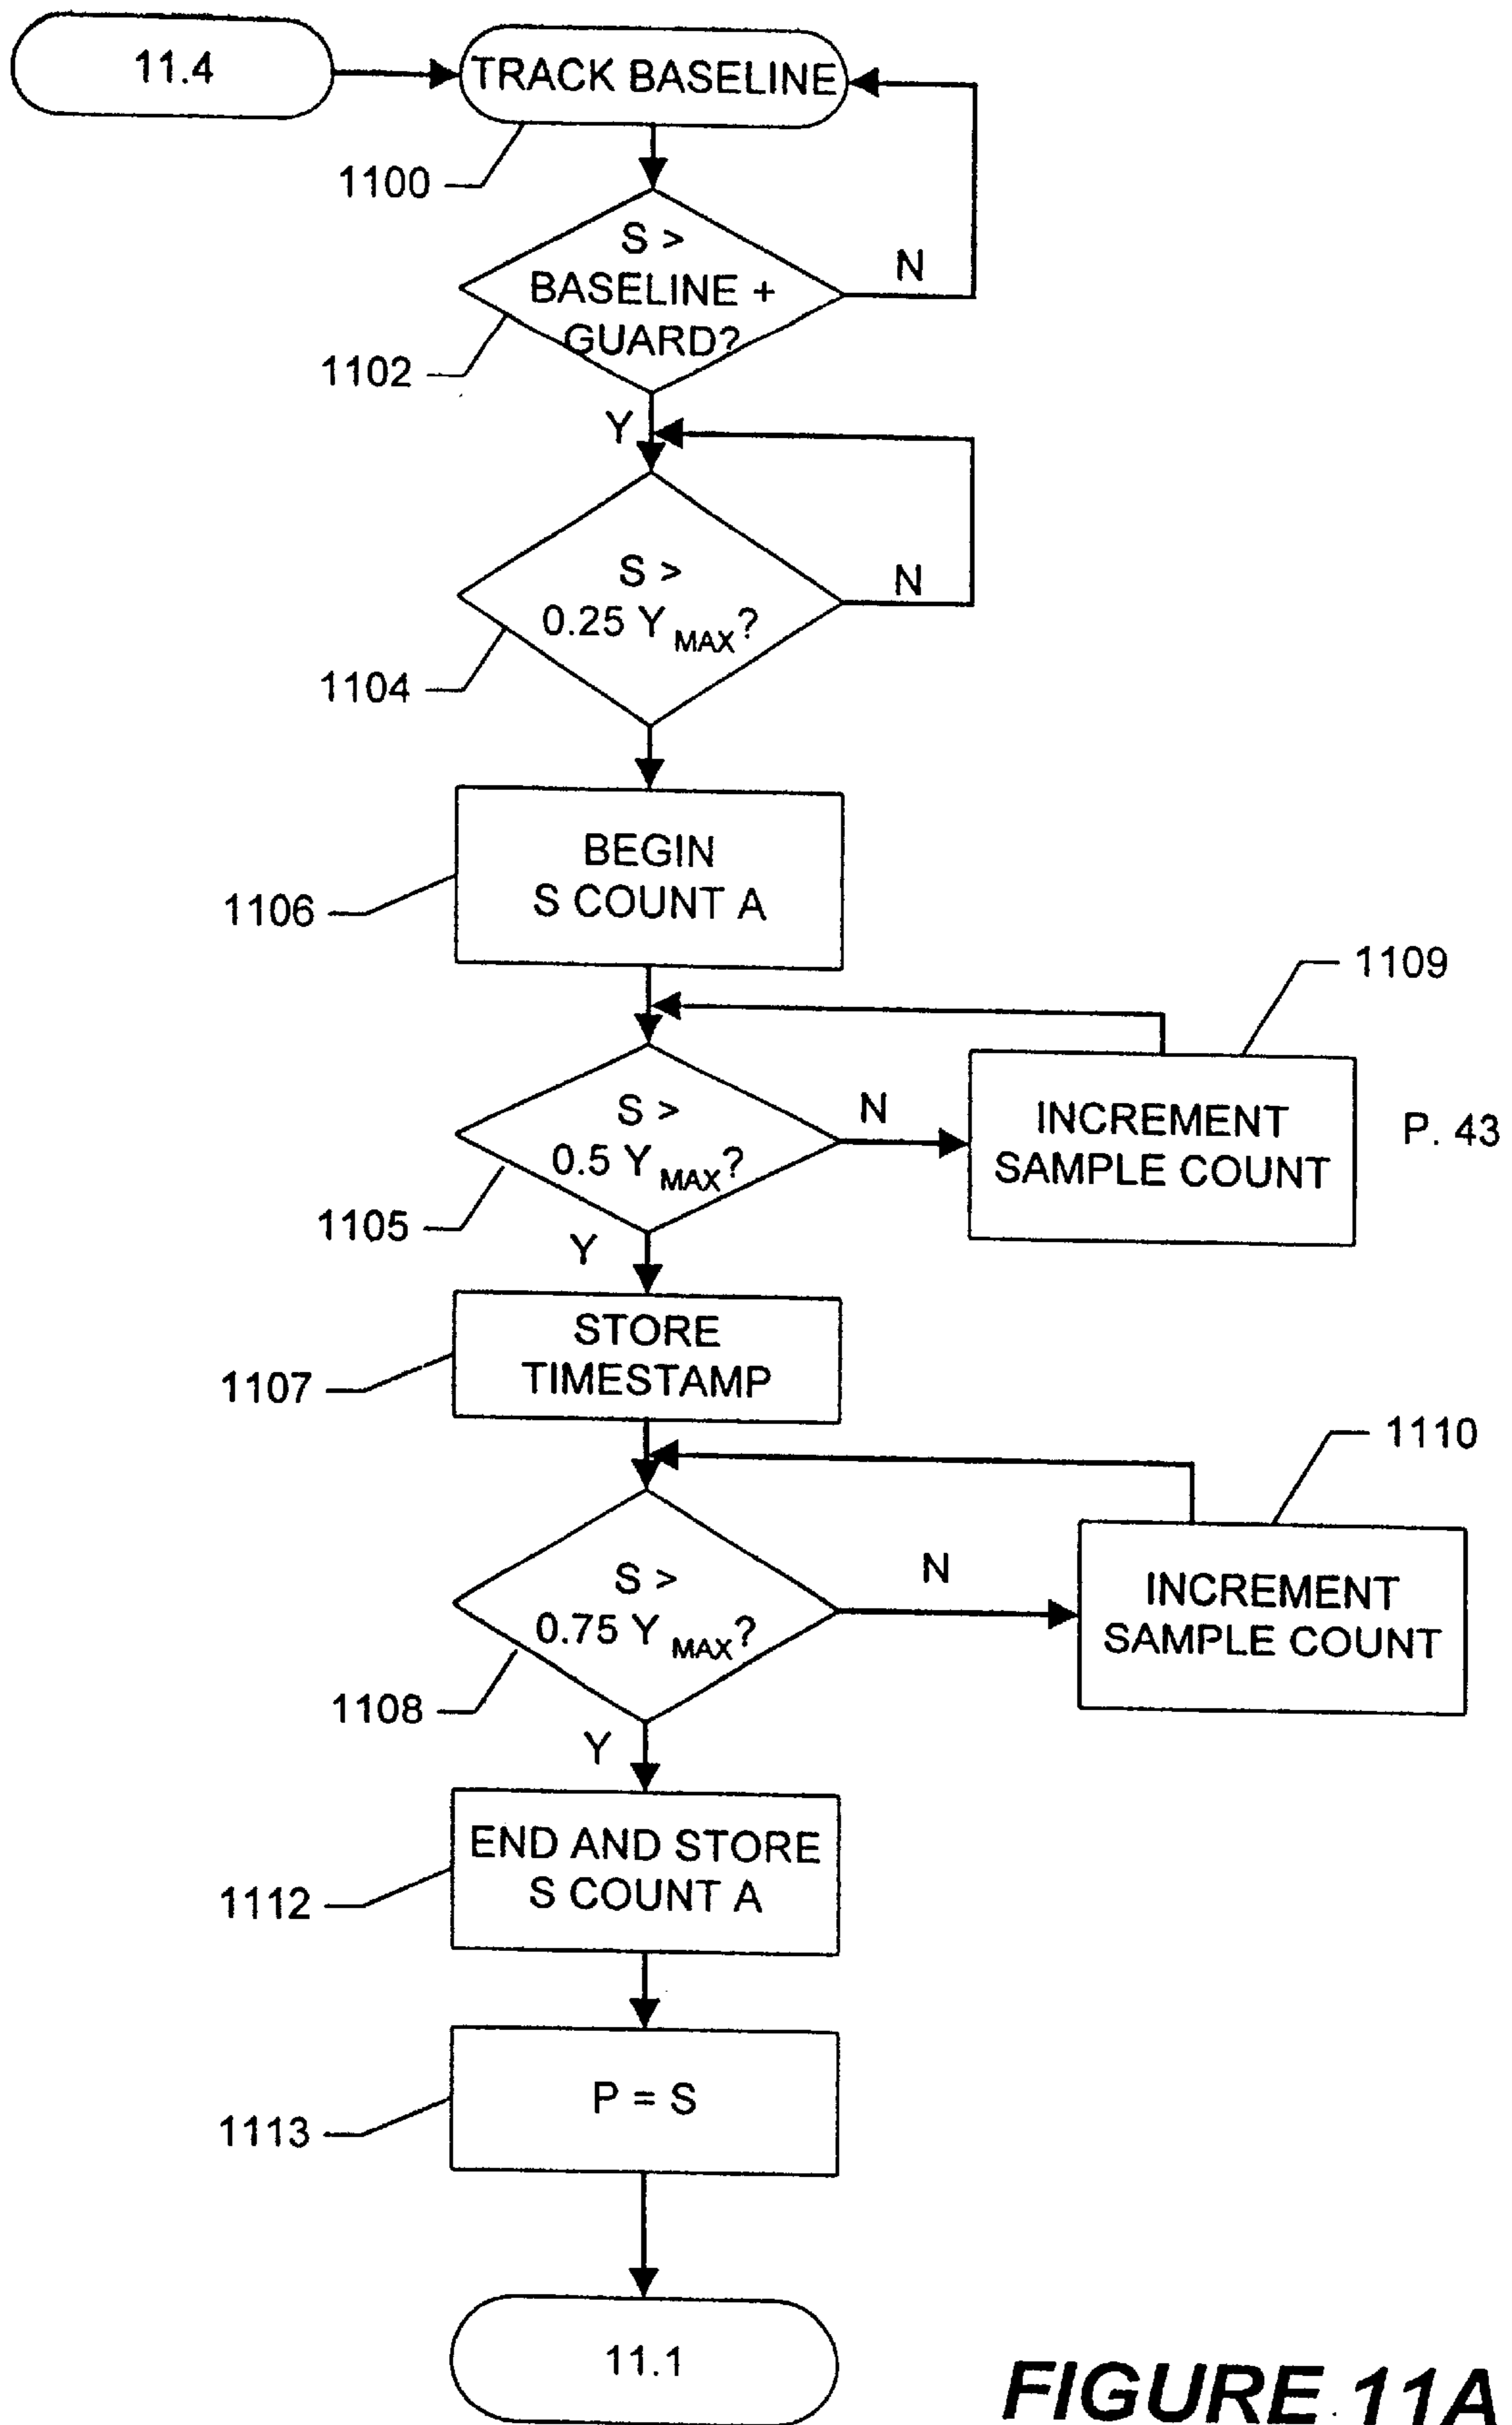 11.4
TRACK BASELINE
1100
S >
BASELINE +
GUARD?
N
1102
Y
S >
0.25 Y MAX?
N
1104
BEGIN
S COUNT A
1106
1109
S >
0.5 Y MAX?
N
INCREMENT
SAMPLE COUNT
P. 43
1105
Y
STORE
TIMESTAMP
1107
1110
S >
0.75 Y MAX?
N
INCREMENT
SAMPLE COUNT
1108
Y
END AND STORE
S COUNT A
1112
P = S
1113
11.1
FIGURE 11A